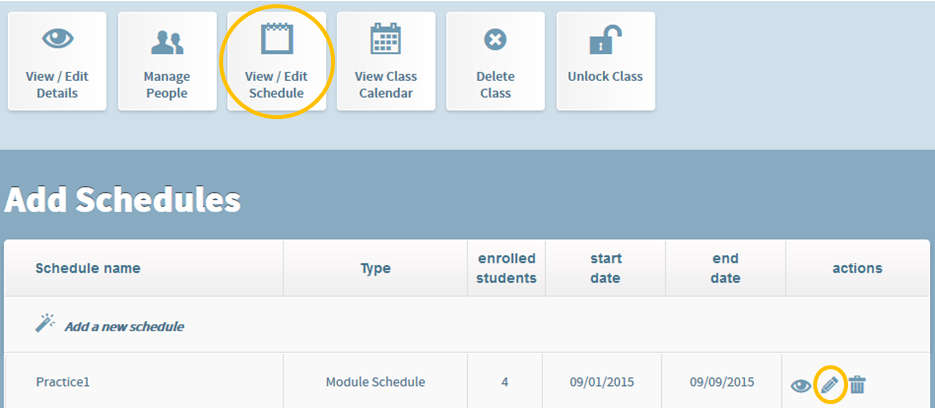 View / Edit
Details
Manage
People
View / Edit
Schedule
View Class
Calendar
Delete
Class
Unlock Class
Add Schedules
Schedule name
Type
enrolled
students
start
date
end
date
actions
Add a new schedule
Practice1
Module Schedule
4
09/01/2015
09/09/2015